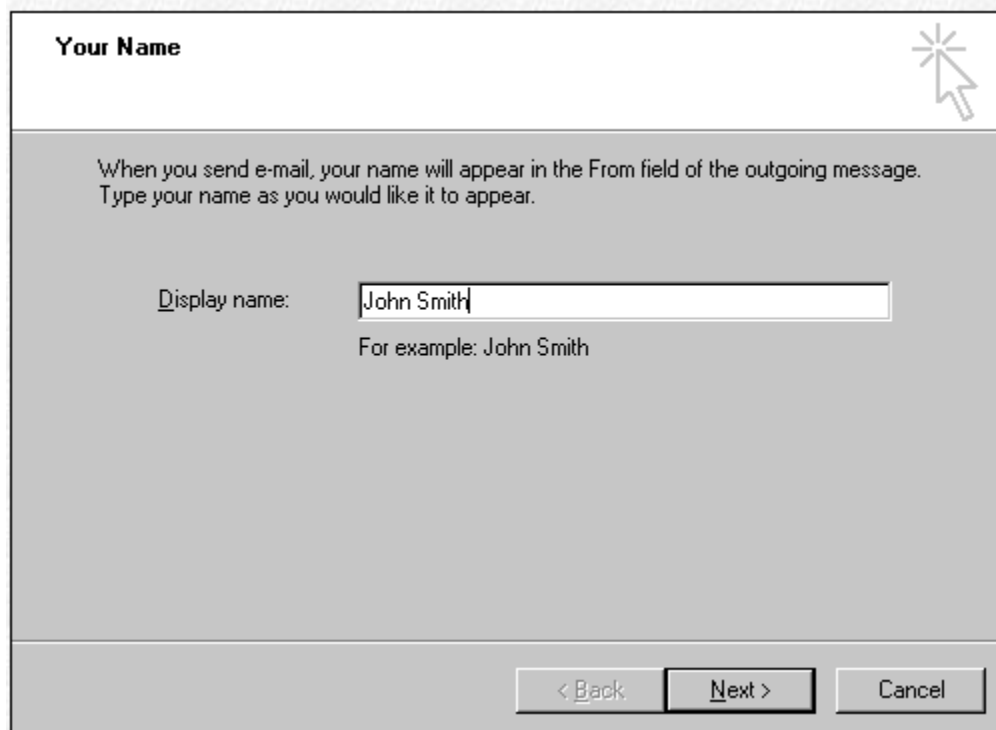 Your Name
When you send e-mail, your name will appear in the From field of the outgoing message.
Type your name as you would like it to appear.
Display name:
John Smith
For example: John Smith
< Back
Next >
Cancel